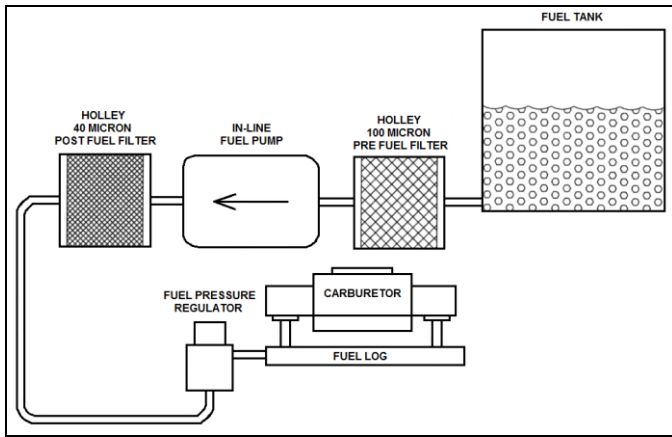 FUEL TANK
HOLLEY
40 MICRON
POST FUEL FILTER
IN-LINE
FUEL PUMP
HOLLEY
100 MICRON
PRE FUEL FILTER
FUEL PRESSURE
REGULATOR
CARBURETOR
FUEL LOG